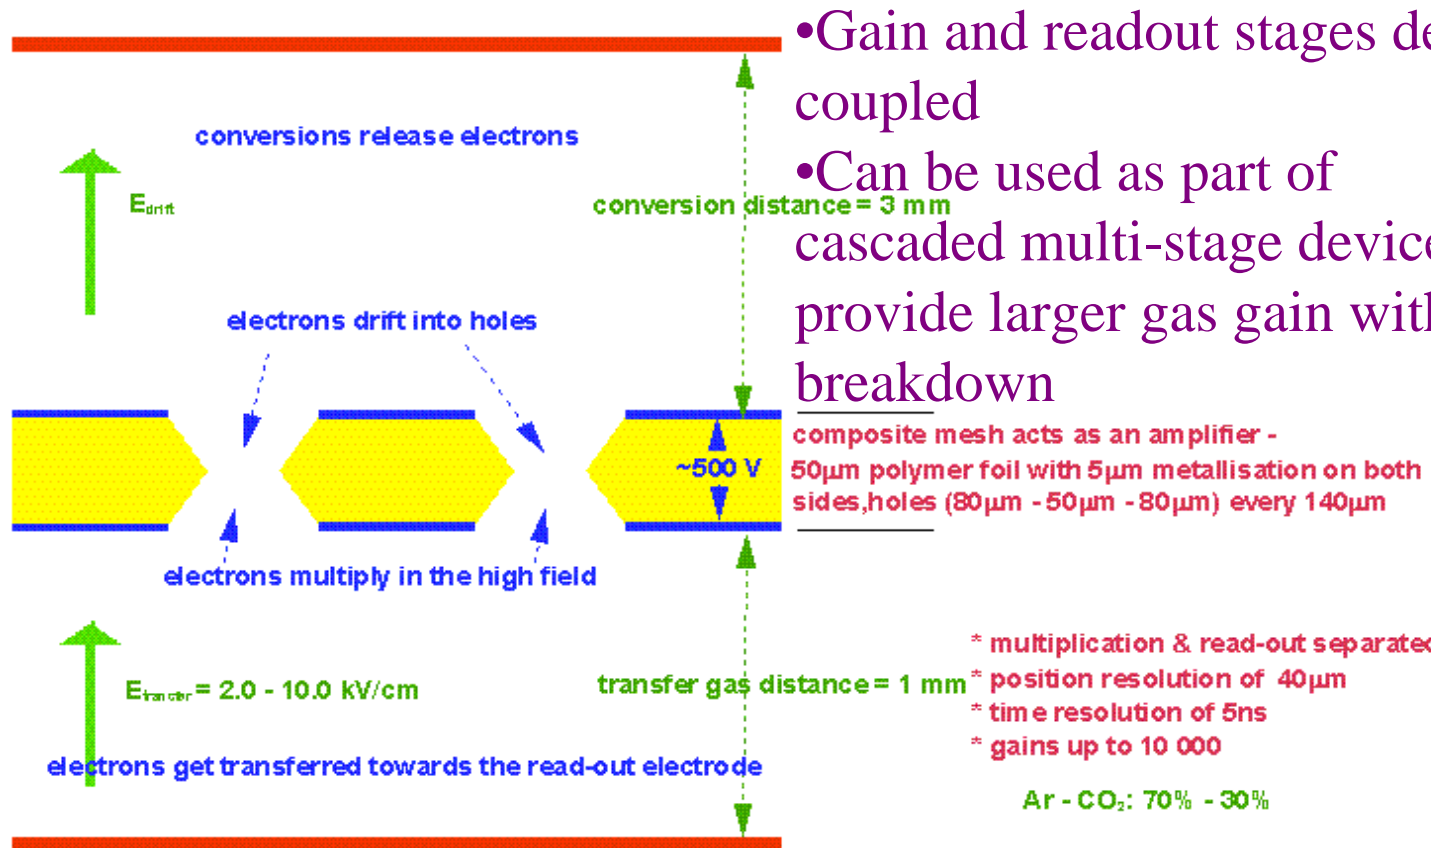 •Gain and readout stages de
coupled
•Can be used as part of
cascaded multi-stage device
provide larger gas gain with
breakdown
conversions release electrons
E drift
conversion distance = 3 mm
electrons drift into holes
~500 V
composite mesh acts as an amplifier -
50μm polymer foil with 5μm metallisation on both
sides,holes (80μm - 50μm - 80μm) every 140μm
electrons multiply in the high field
E transfer = 2.0 - 10.0 kV/cm
transfer gas distance = 1 mm
* multiplication & read-out separated
* position resolution of 40μm
* time resolution of 5ns
* gains up to 10 000
electrons get transferred towards the read-out electrode
Ar - CO₂: 70% - 30%